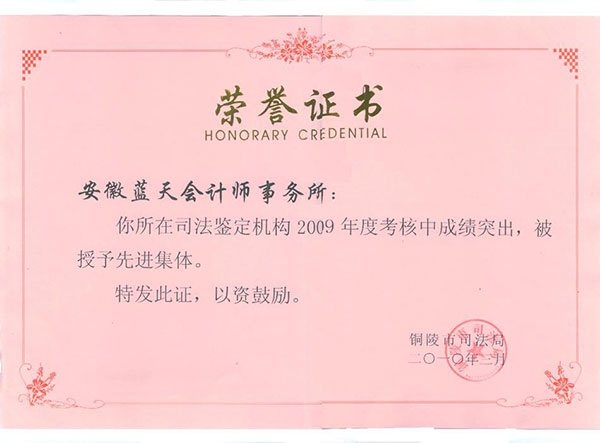 荣誉证书
HONORARY CREDENTIAL
安徽蓝天会计师事务所：
你所在司法鉴定机构 2009 年度考核中成绩突出，被
授予先进集体。
特发此证，以资鼓励。
铜陵市司法局
二〇一〇年三月